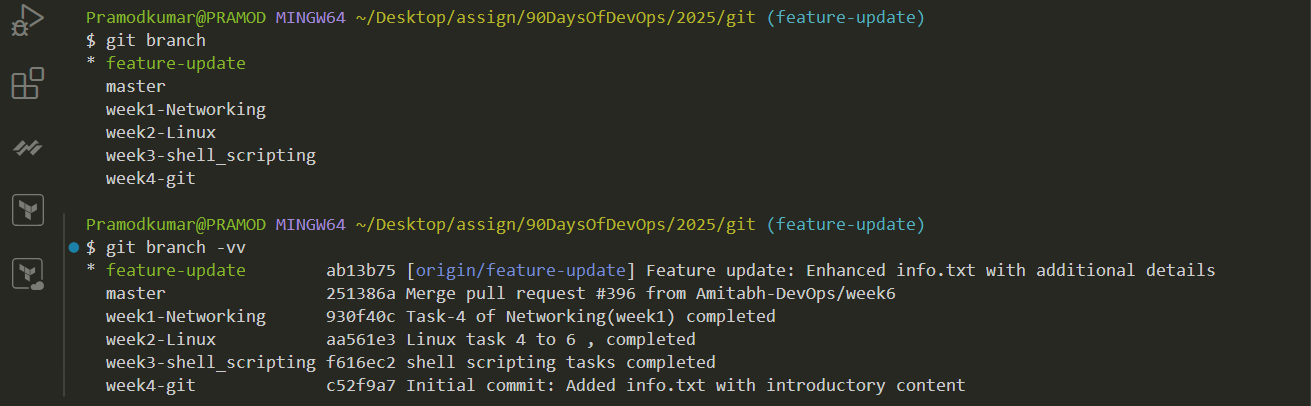 Pramodkumar@PRAMOD MINGW64 ~/Desktop/assign/90DaysOfDevOps/2025/git (feature-update)
$ git branch
* feature-update
  master
  week1-Networking
  week2-Linux
  week3-shell_scripting
  week4-git

Pramodkumar@PRAMOD MINGW64 ~/Desktop/assign/90DaysOfDevOps/2025/git (feature-update)
$ git branch -vv
* feature-update        ab13b75 [origin/feature-update] Feature update: Enhanced info.txt with additional details
  master                251386a Merge pull request #396 from Amitabh-DevOps/week6
  week1-Networking      930f40c Task-4 of Networking(week1) completed
  week2-Linux           aa561e3 Linux task 4 to 6 , completed
  week3-shell_scripting f616ec2 shell scripting tasks completed
  week4-git             c52f9a7 Initial commit: Added info.txt with introductory content